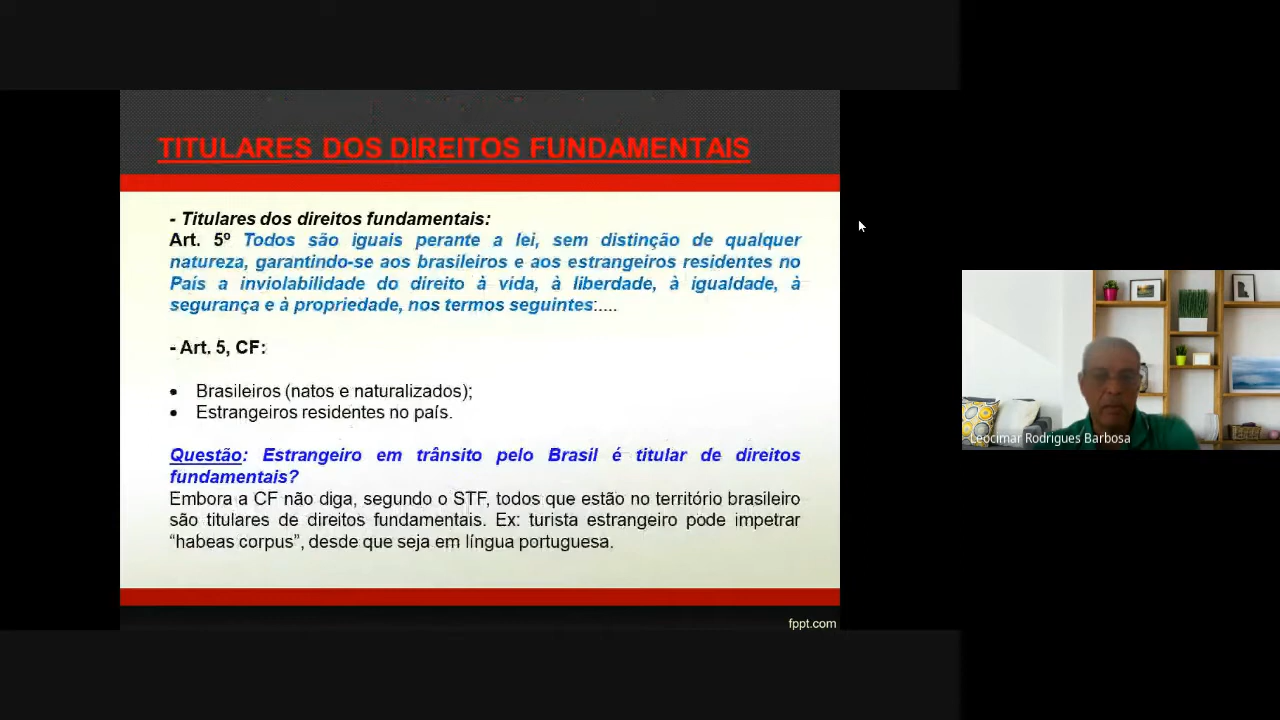 TITULARES DOS DIREITOS FUNDAMENTAIS
- Titulares dos direitos fundamentais:
Art. 5º Todos são iguais perante a lei, sem distinção de qualquer
natureza, garantindo-se aos brasileiros e aos estrangeiros residentes no
País a inviolabilidade do direito à vida, à liberdade, à igualdade, à
segurança e à propriedade, nos termos seguintes:....
- Art. 5, CF:
• Brasileiros (natos e naturalizados);
• Estrangeiros residentes no país.
Questão: Estrangeiro em trânsito pelo Brasil é titular de direitos
fundamentais?
Embora a CF não diga, segundo o STF, todos que estão no território brasileiro
são titulares de direitos fundamentais. Ex: turista estrangeiro pode impetrar
“habeas corpus”, desde que seja em língua portuguesa.
fppt.com
Leocimar Rodrigues Barbosa